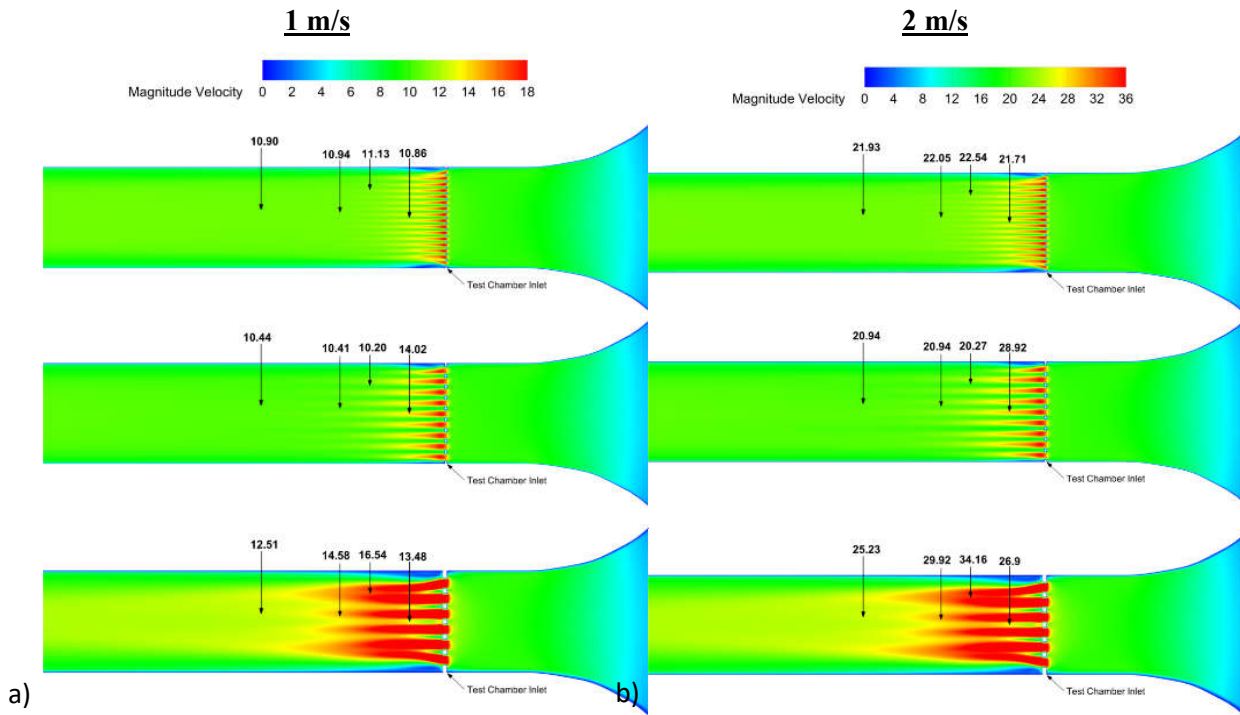 1 m/s
2 m/s
Magnitude Velocity 0 2 4 6 8 10 12 14 16 18
Magnitude Velocity 0 4 8 12 16 20 24 28 32 36
10.90
10.94 11.13 10.86
Test Chamber Inlet
21.93
22.05 22.54 21.71
Test Chamber Inlet
10.44
10.41 10.20 14.02
Test Chamber Inlet
20.94
20.94 20.27 28.92
Test Chamber Inlet
12.51
14.58 16.54 13.48
Test Chamber Inlet
25.23
29.92 34.16 26.9
Test Chamber Inlet
a)
b)